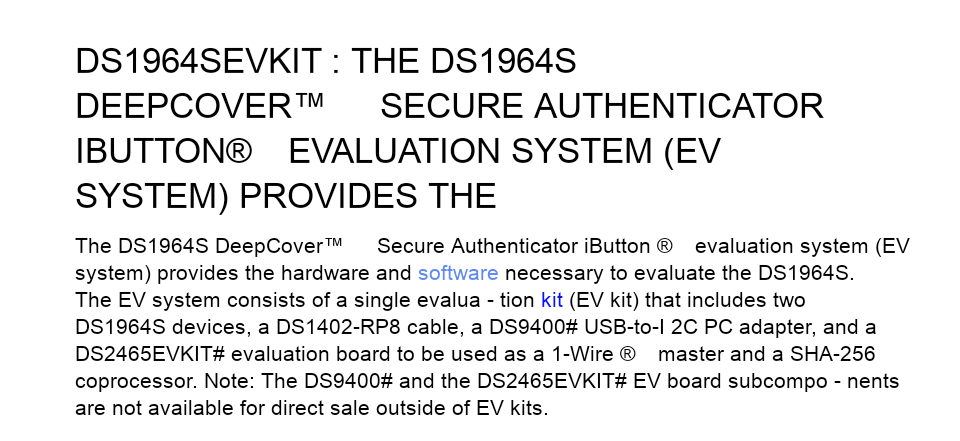 DS1964SEVKIT : THE DS1964S
DEEPCOVER™ SECURE AUTHENTICATOR
IBUTTON® EVALUATION SYSTEM (EV
SYSTEM) PROVIDES THE
The DS1964S DeepCover™ Secure Authenticator iButton ® evaluation system (EV
system) provides the hardware and software necessary to evaluate the DS1964S.
The EV system consists of a single evalua - tion kit (EV kit) that includes two
DS1964S devices, a DS1402-RP8 cable, a DS9400# USB-to-I 2C PC adapter, and a
DS2465EVKIT# evaluation board to be used as a 1-Wire ® master and a SHA-256
coprocessor. Note: The DS9400# and the DS2465EVKIT# EV board subcompo - nents
are not available for direct sale outside of EV kits.